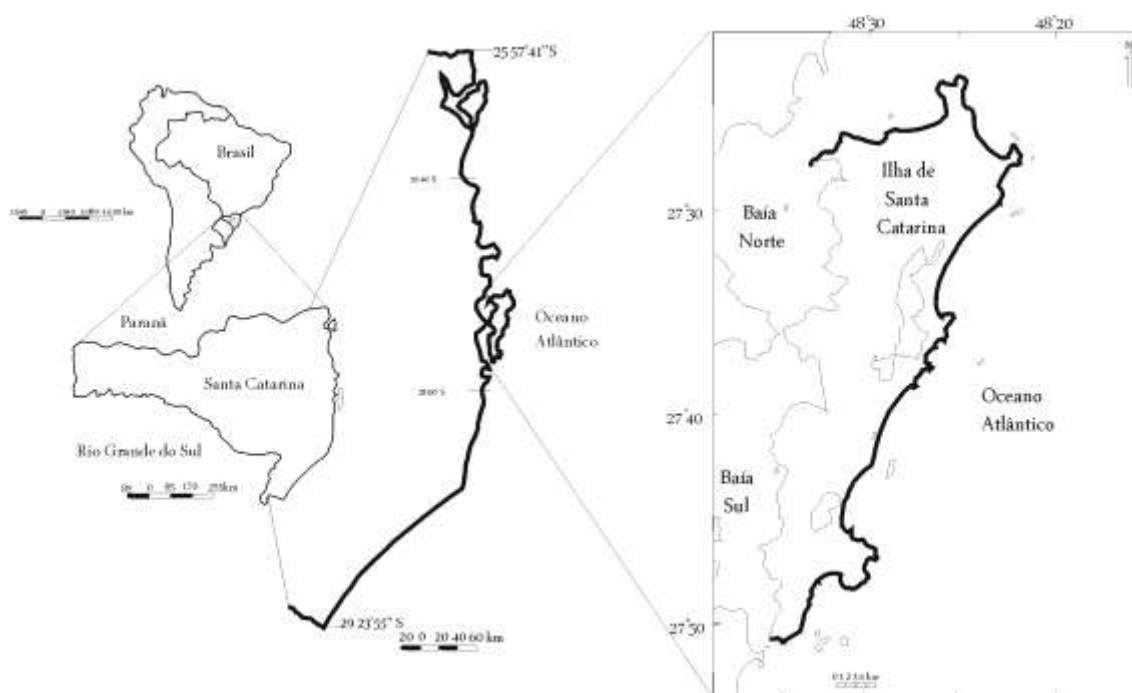 48°30
48°20
25 57'41''S
Brasil
Ilha de
Santa
Catarina
27°30
Baía
Norte
Oceano
Atlântico
Paraná
Santa Catarina
Oceano
Atlântico
27°40
Rio Grande do Sul
Baía
Sul
29 23'55'' S
27°50
20 0 20 40 60 km